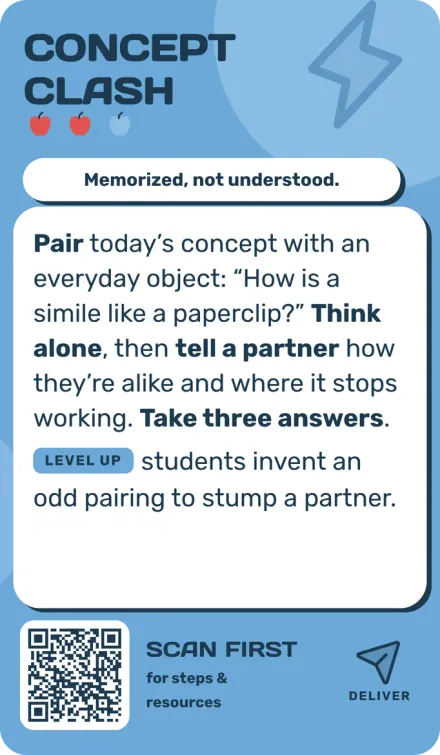 CONCEPT
CLASH
Memorized, not understood.
Pair today’s concept with an
everyday object: “How is a
simile like a paperclip?” Think
alone, then tell a partner how
they’re alike and where it stops
working. Take three answers.
LEVEL UP students invent an
odd pairing to stump a partner.
SCAN FIRST
for steps &
resources
DELIVER